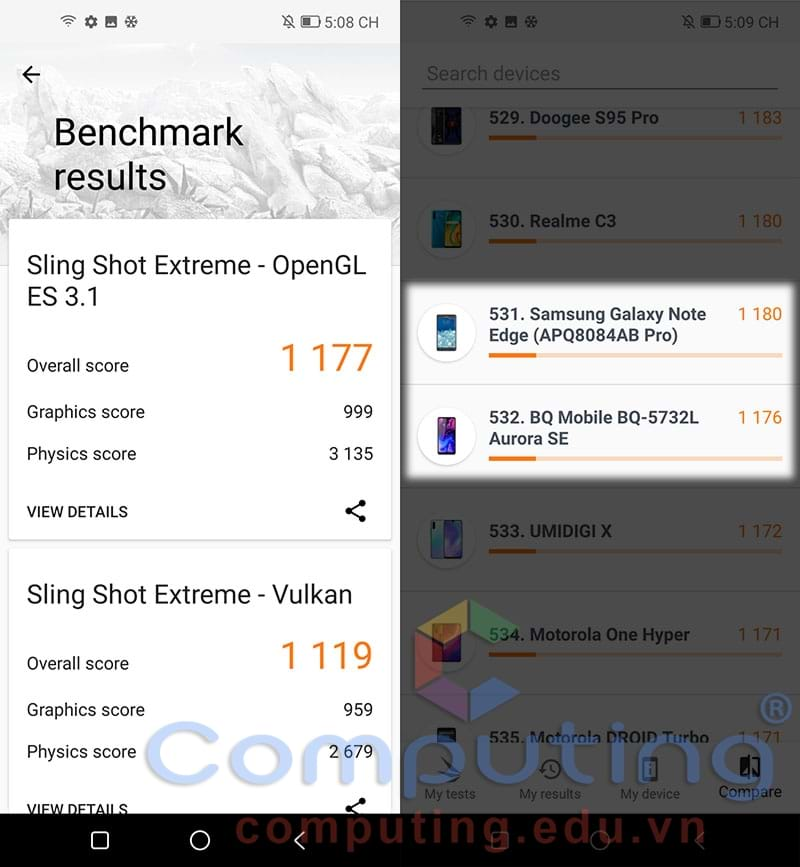 5:08 CH
Benchmark
results
Sling Shot Extreme - OpenGL
ES 3.1
Overall score 1 177
Graphics score 999
Physics score 3 135
VIEW DETAILS
Sling Shot Extreme - Vulkan
Overall score 1 119
Graphics score 959
Physics score 2 679
VIEW DETAILS
5:09 CH
Search devices
529. Doogee S95 Pro 1 183
530. Realme C3 1 180
531. Samsung Galaxy Note 1 180
Edge (APQ8084AB Pro)
532. BQ Mobile BQ-5732L 1 176
Aurora SE
533. UMIDIGI X 1 172
534. Motorola One Hyper 1 171
535. Motorola DROID Turbo 1 171
My tests My results My device Compare
Computing®
computing.edu.vn